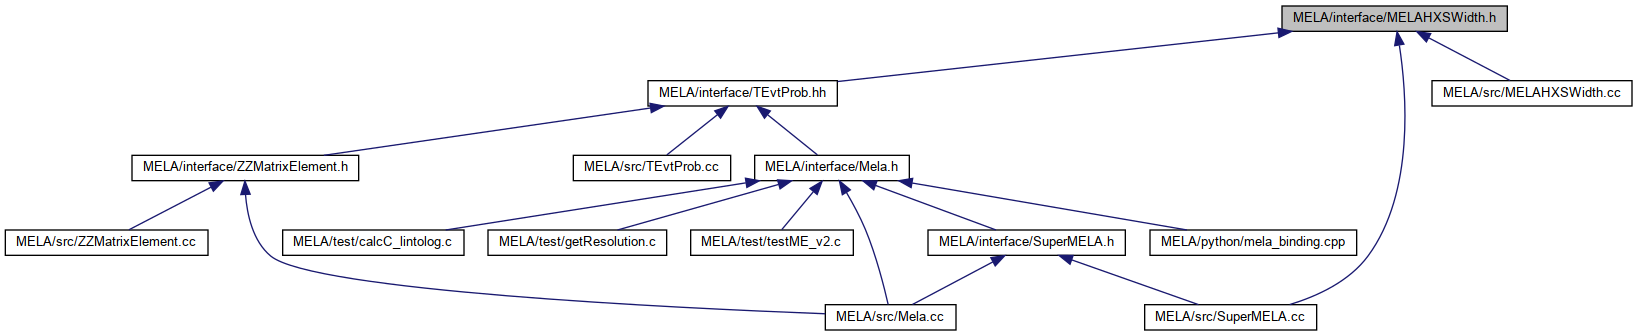 MELA/interface/MELAHXSWidth.h
MELA/interface/TEvtProb.hh
MELA/src/MELAHXSWidth.cc
MELA/interface/ZZMatrixElement.h
MELA/src/TEvtProb.cc
MELA/interface/Mela.h
MELA/src/ZZMatrixElement.cc
MELA/test/calcC_lintolog.c
MELA/test/getResolution.c
MELA/test/testME_v2.c
MELA/interface/SuperMELA.h
MELA/python/mela_binding.cpp
MELA/src/Mela.cc
MELA/src/SuperMELA.cc